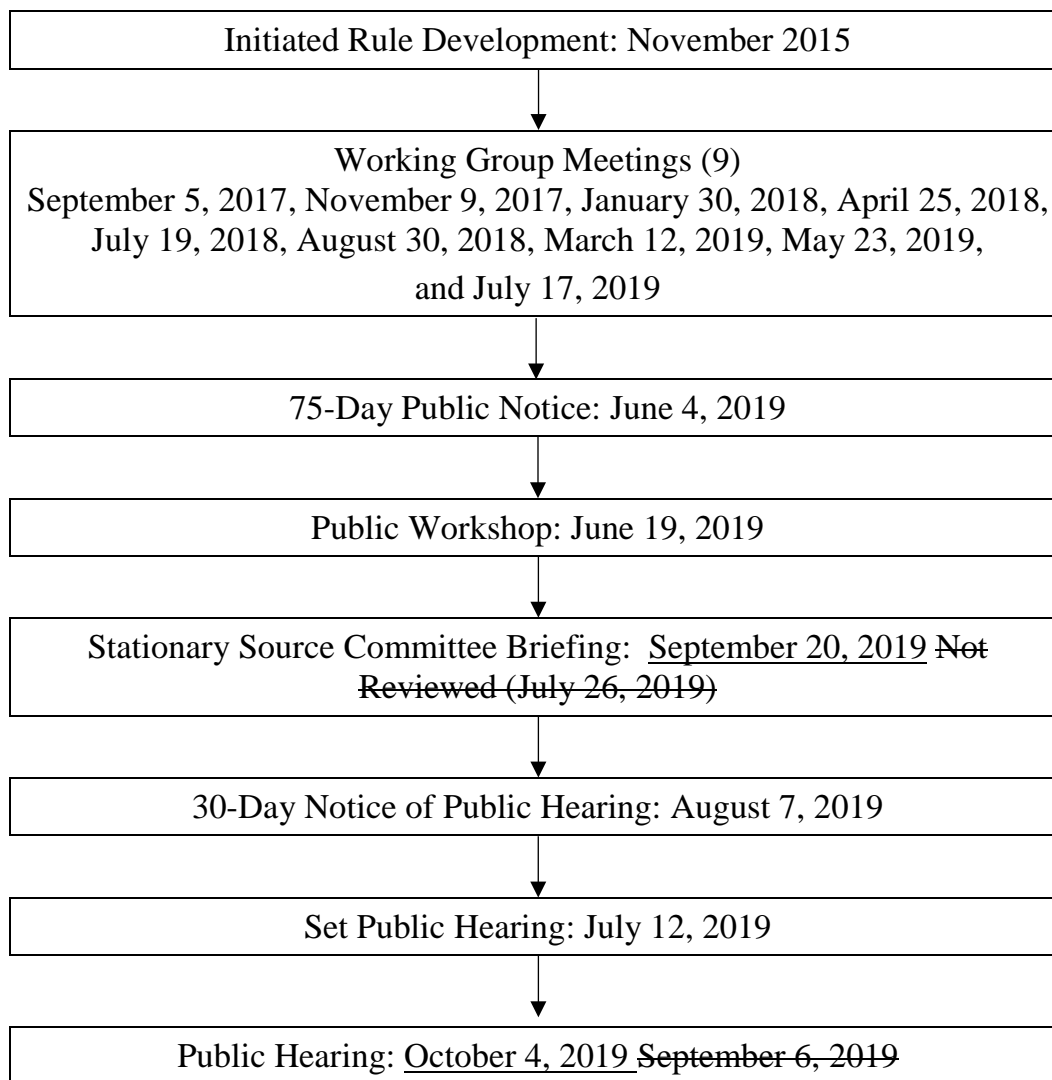 Initiated Rule Development: November 2015
Working Group Meetings (9)
September 5, 2017, November 9, 2017, January 30, 2018, April 25, 2018,
July 19, 2018, August 30, 2018, March 12, 2019, May 23, 2019,
and July 17, 2019
75-Day Public Notice: June 4, 2019
Public Workshop: June 19, 2019
Stationary Source Committee Briefing: September 20, 2019 Not
Reviewed (July 26, 2019)
30-Day Notice of Public Hearing: August 7, 2019
Set Public Hearing: July 12, 2019
Public Hearing: October 4, 2019 September 6, 2019